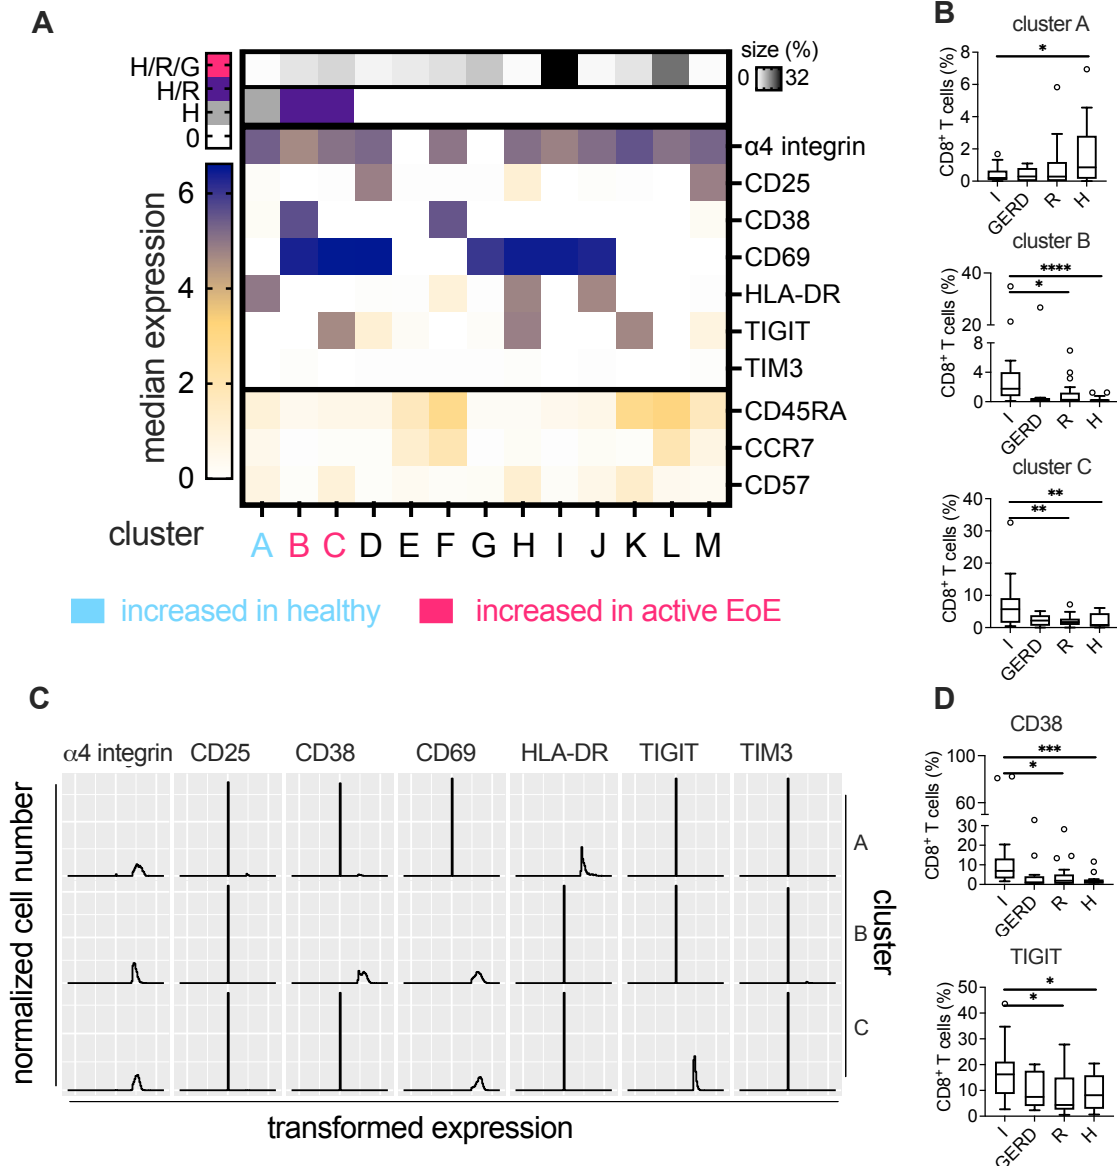 A
H/R/G
H/R
H
0
size (%)
0 32
median expression
6
4
2
0
α4 integrin
CD25
CD38
CD69
HLA-DR
TIGIT
TIM3
CD45RA
CCR7
CD57
cluster
A B C D E F G H I J K L M
increased in healthy
increased in active EoE
B
cluster A
CD8+ T cells (%)
8
6
4
2
0
*
I GERD R H
cluster B
CD8+ T cells (%)
40
20
8
4
0
****
*
I GERD R H
cluster C
CD8+ T cells (%)
40
30
20
10
0
**
**
I GERD R H
C
α4 integrin CD25 CD38 CD69 HLA-DR TIGIT TIM3
normalized cell number
A
B
C
cluster
transformed expression
D
CD38
CD8+ T cells (%)
100
60
30
20
10
0
***
*
I GERD R H
TIGIT
CD8+ T cells (%)
50
40
30
20
10
0
*
*
I GERD R H